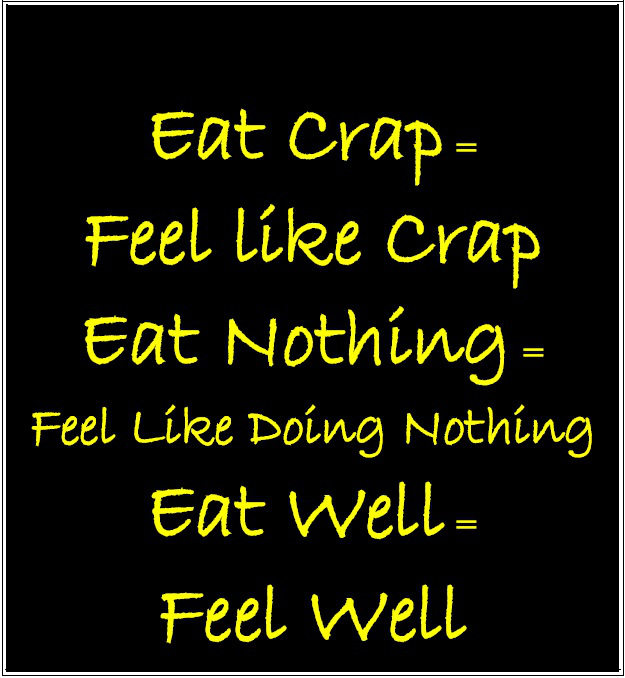 Eat Crap =
Feel like Crap
Eat Nothing =
Feel Like Doing Nothing
Eat Well =
Feel Well